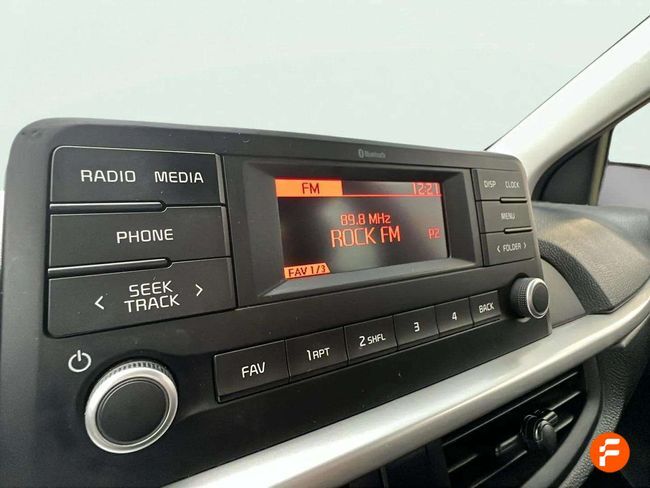 Bluetooth
RADIO MEDIA
PHONE
< SEEK TRACK >
FM 12:21
89.8 MHz
ROCK FM P2
FAV 1/3
DISP CLOCK
MENU
< FOLDER >
FAV 1 RPT 2 SHFL 3 4 BACK